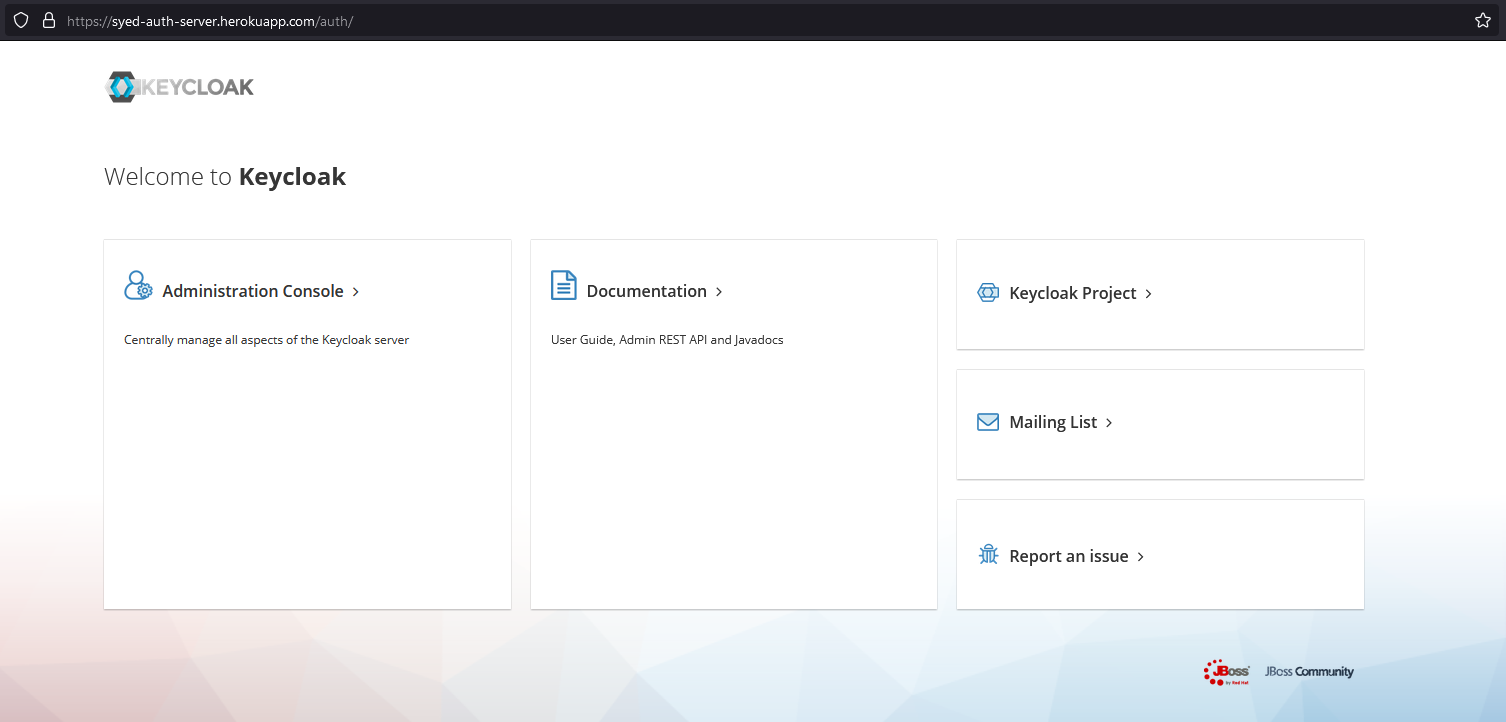 https://syed-auth-server.herokuapp.com/auth/
KEYCLOAK
Welcome to Keycloak
Administration Console
Centrally manage all aspects of the Keycloak server
Documentation
User Guide, Admin REST API and Javadocs
Keycloak Project
Mailing List
Report an issue
JBoss
by Red Hat
JBoss Community